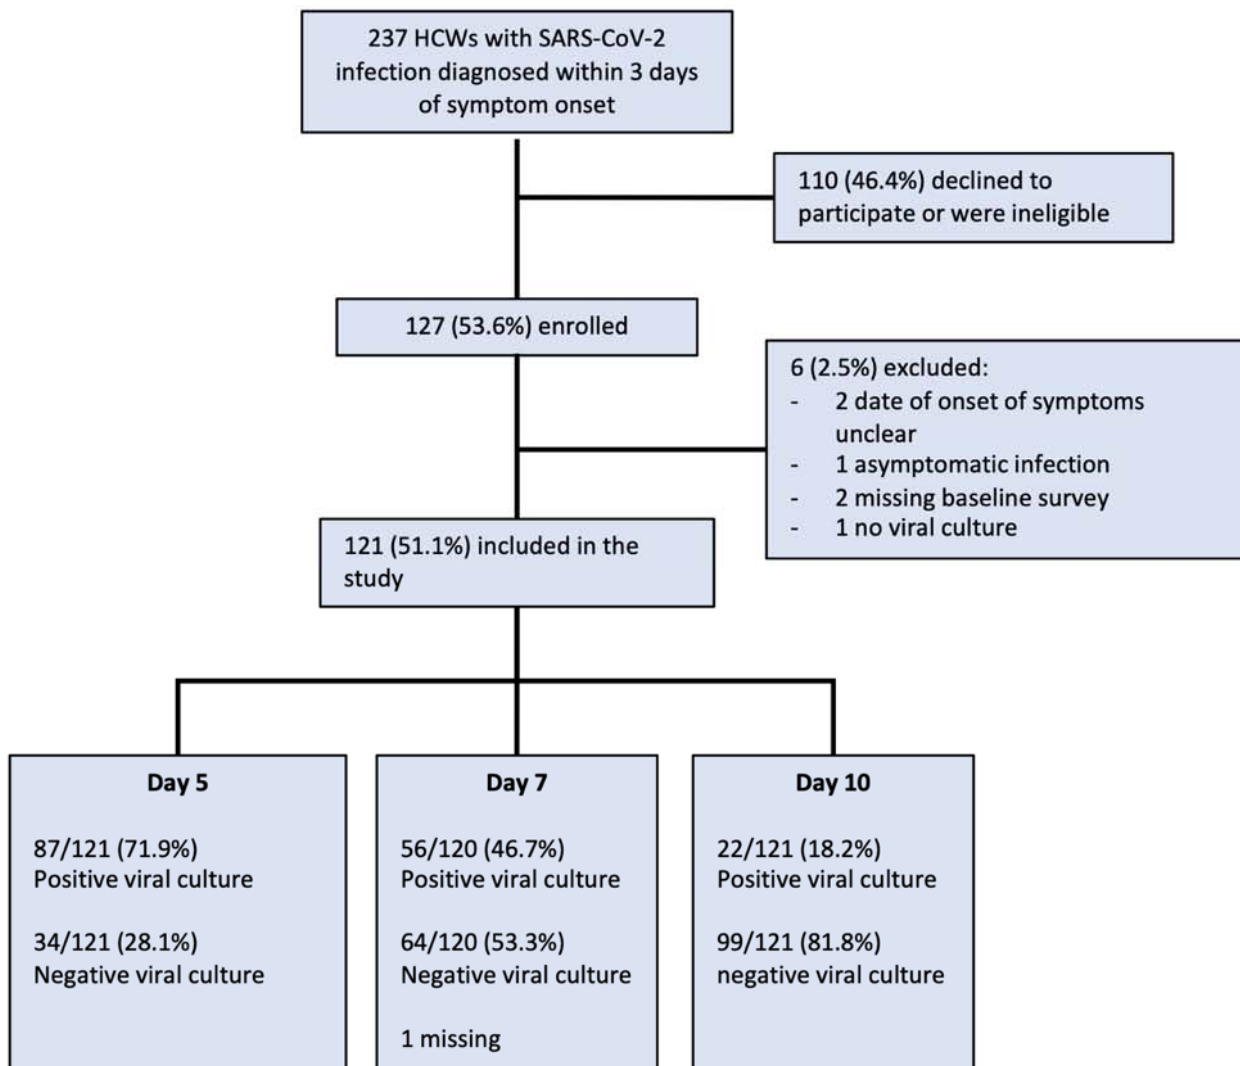 237 HCWs with SARS-CoV-2
infection diagnosed within 3 days
of symptom onset
110 (46.4%) declined to
participate or were ineligible
127 (53.6%) enrolled
6 (2.5%) excluded:
- 2 date of onset of symptoms
unclear
- 1 asymptomatic infection
- 2 missing baseline survey
- 1 no viral culture
121 (51.1%) included in the
study
Day 5
87/121 (71.9%)
Positive viral culture
34/121 (28.1%)
Negative viral culture
Day 7
56/120 (46.7%)
Positive viral culture
64/120 (53.3%)
Negative viral culture
1 missing
Day 10
22/121 (18.2%)
Positive viral culture
99/121 (81.8%)
negative viral culture